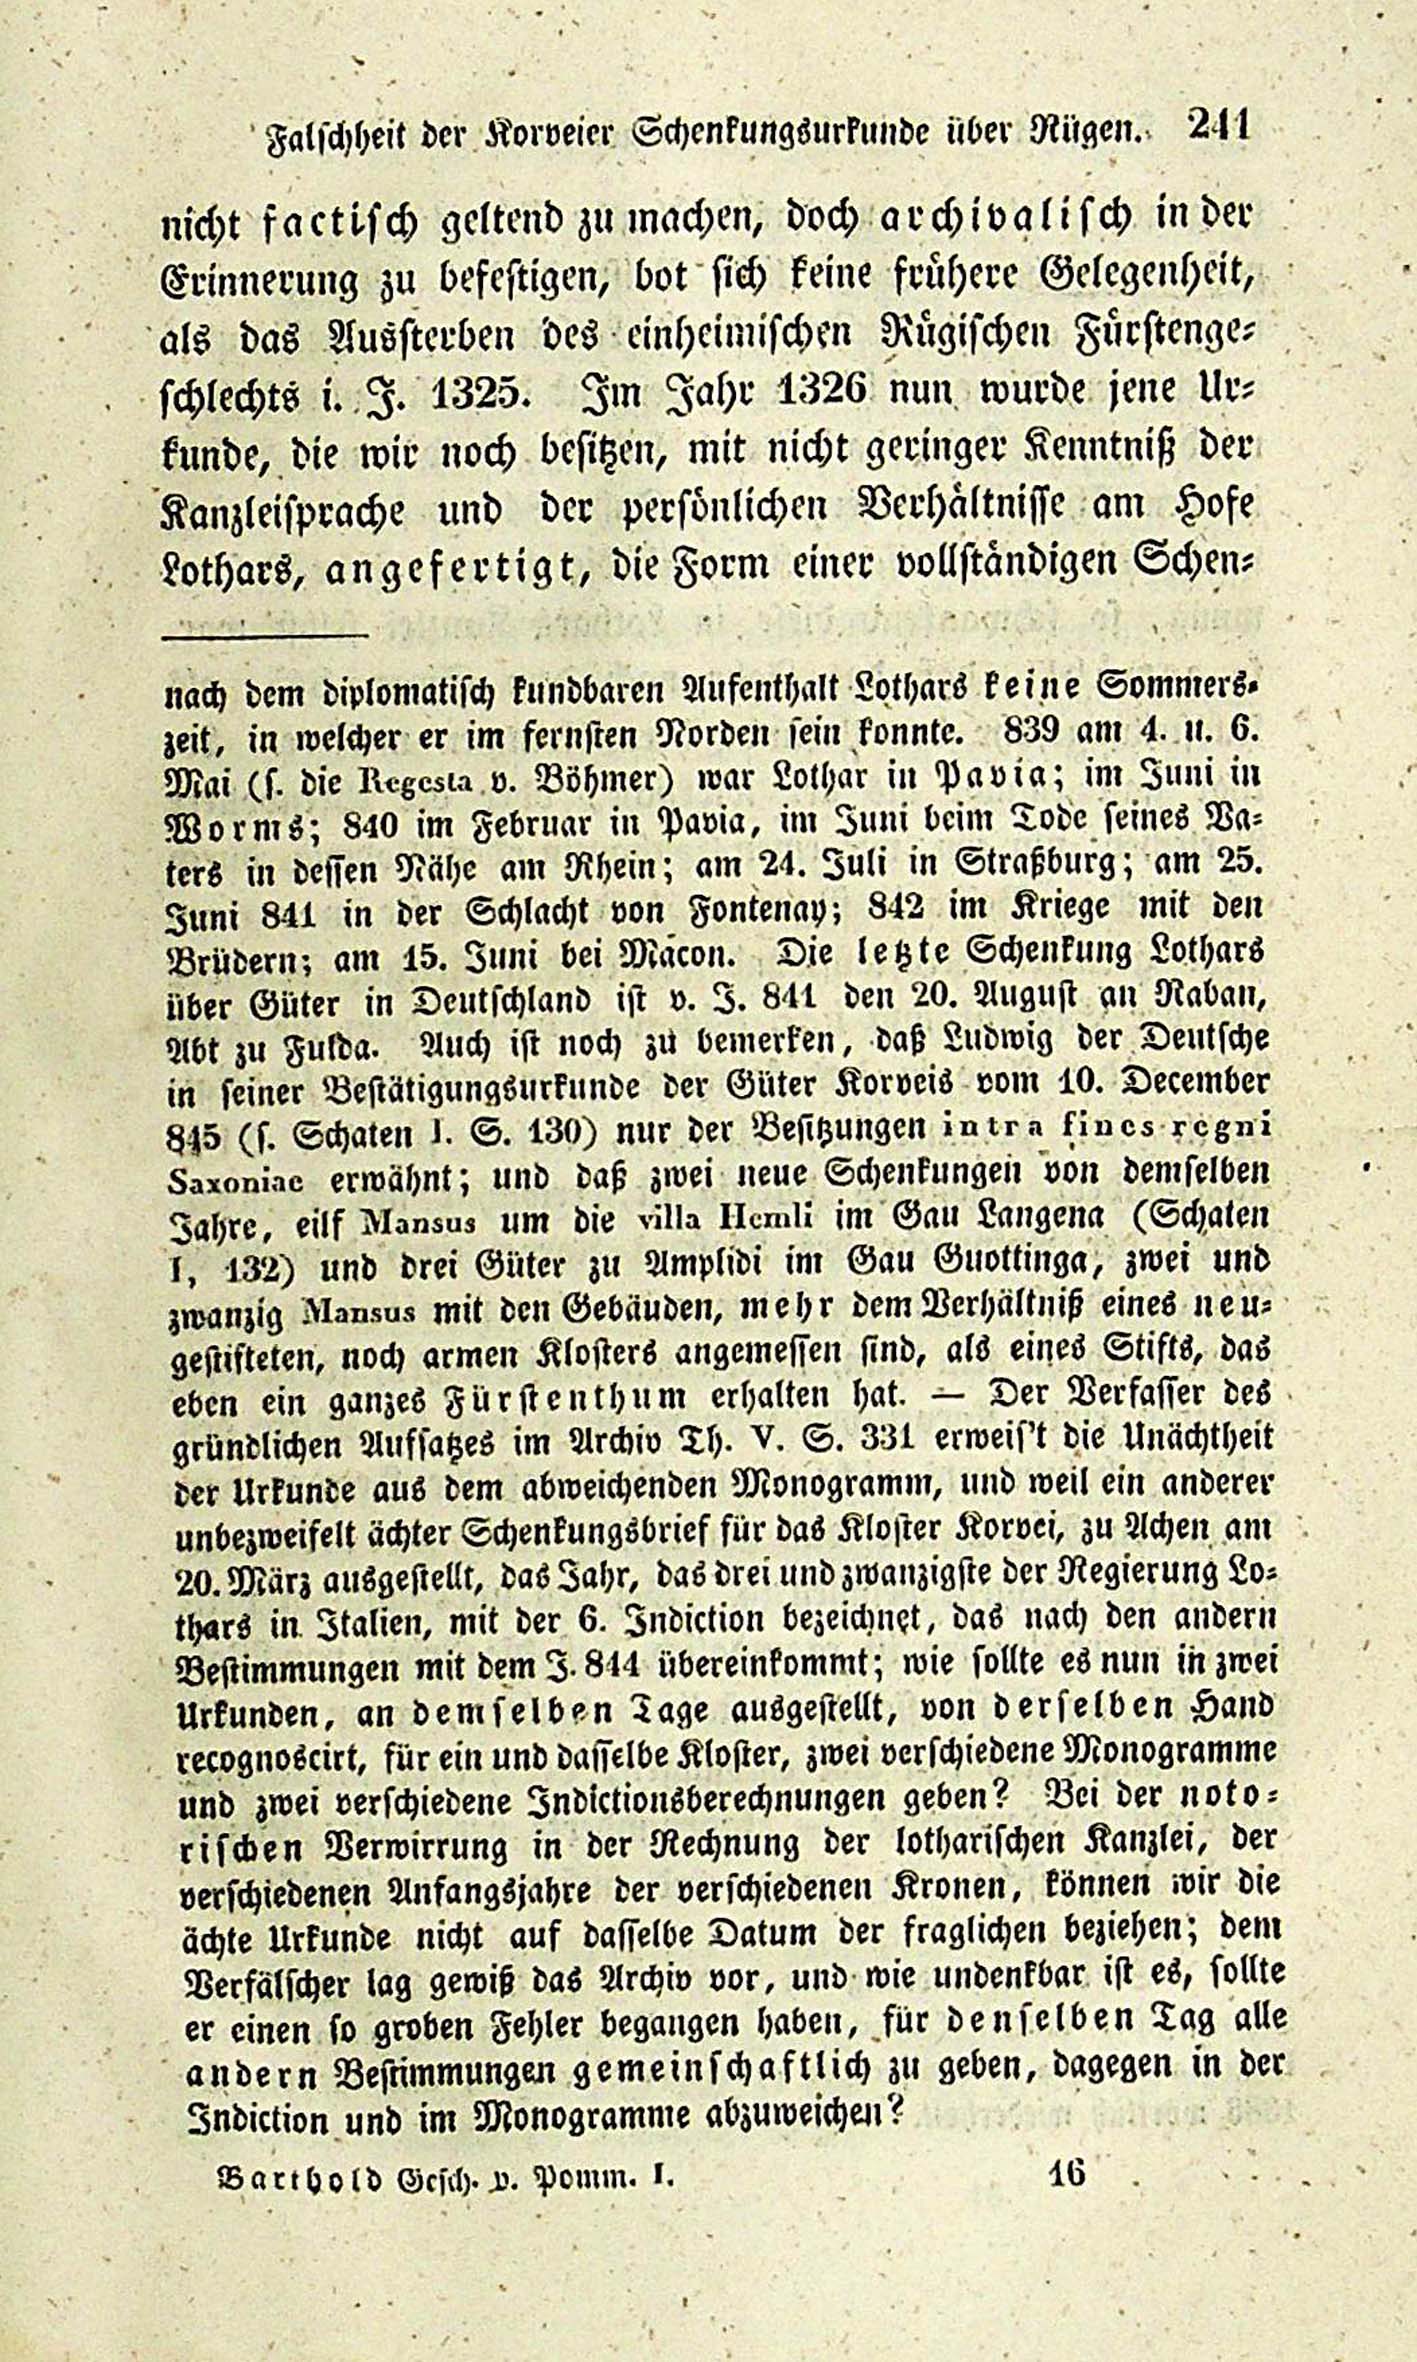 Falschheit der Korveier Schenkungsurkunde über Rügen. 241
nicht factisch geltend zu machen, doch archivalisch in der
Erinnerung zu befestigen, bot sich keine frühere Gelegenheit,
als das Aussterben des einheimischen Rügischen Fürstenge=
schlechts i. J. 1325. Im Jahr 1326 nun wurde jene Ur=
kunde, die wir noch besitzen, mit nicht geringer Kenntniß der
Kanzleisprache und der persönlichen Verhältnisse am Hofe
Lothars, angefertigt, die Form einer vollständigen Schen=
nach dem diplomatisch kundbaren Aufenthalt Lothars keine Sommers=
zeit, in welcher er im fernsten Norden sein konnte. 839 am 4. u. 6.
Mai (s. die Regesta v. Böhmer) war Lothar in Pavia; im Juni in
Worms; 840 im Februar in Pavia, im Juni beim Tode seines Va=
ters in dessen Nähe am Rhein; am 24. Juli in Straßburg; am 25.
Juni 841 in der Schlacht von Fontenay; 842 im Kriege mit den
Brüdern; am 15. Juni bei Mâcon. Die letzte Schenkung Lothars
über Güter in Deutschland ist v. J. 841 den 20. August an Raban,
Abt zu Fulda. Auch ist noch zu bemerken, daß Ludwig der Deutsche
in seiner Bestätigungsurkunde der Güter Korveis vom 10. December
845 (s. Schaten I. S. 130) nur der Besitzungen intra fines regni
Saxoniae erwähnt; und daß zwei neue Schenkungen von demselben
Jahre, eilf Mansus um die villa Hemli im Gau Langena (Schaten
I, 132) und drei Güter zu Amplidi im Gau Guottinga, zwei und
zwanzig Mansus mit den Gebäuden, mehr dem Verhältniß eines neu=
gestifteten, noch armen Klosters angemessen sind, als eines Stifts, das
eben ein ganzes Fürstenthum erhalten hat. — Der Verfasser des
gründlichen Aufsatzes im Archiv Th. V. S. 331 erweis't die Unächtheit
der Urkunde aus dem abweichenden Monogramm, und weil ein anderer
unbezweifelt ächter Schenkungsbrief für das Kloster Korvei, zu Achen am
20. März ausgestellt, das Jahr, das drei und zwanzigste der Regierung Lo=
thars in Italien, mit der 6. Indiction bezeichnet, das nach den andern
Bestimmungen mit dem J. 844 übereinkommt; wie sollte es nun in zwei
Urkunden, an demselben Tage ausgestellt, von derselben Hand
recognoscirt, für ein und dasselbe Kloster, zwei verschiedene Monogramme
und zwei verschiedene Indictionsberechnungen geben? Bei der noto=
rischen Verwirrung in der Rechnung der lotharischen Kanzlei, der
verschiedenen Anfangsjahre der verschiedenen Kronen, können wir die
ächte Urkunde nicht auf dasselbe Datum der fraglichen beziehen; dem
Verfälscher lag gewiß das Archiv vor, und wie undenkbar ist es, sollte
er einen so groben Fehler begangen haben, für denselben Tag alle
andern Bestimmungen gemeinschaftlich zu geben, dagegen in der
Indiction und im Monogramme abzuweichen?
Barthold Gesch. v. Pomm. I. 16